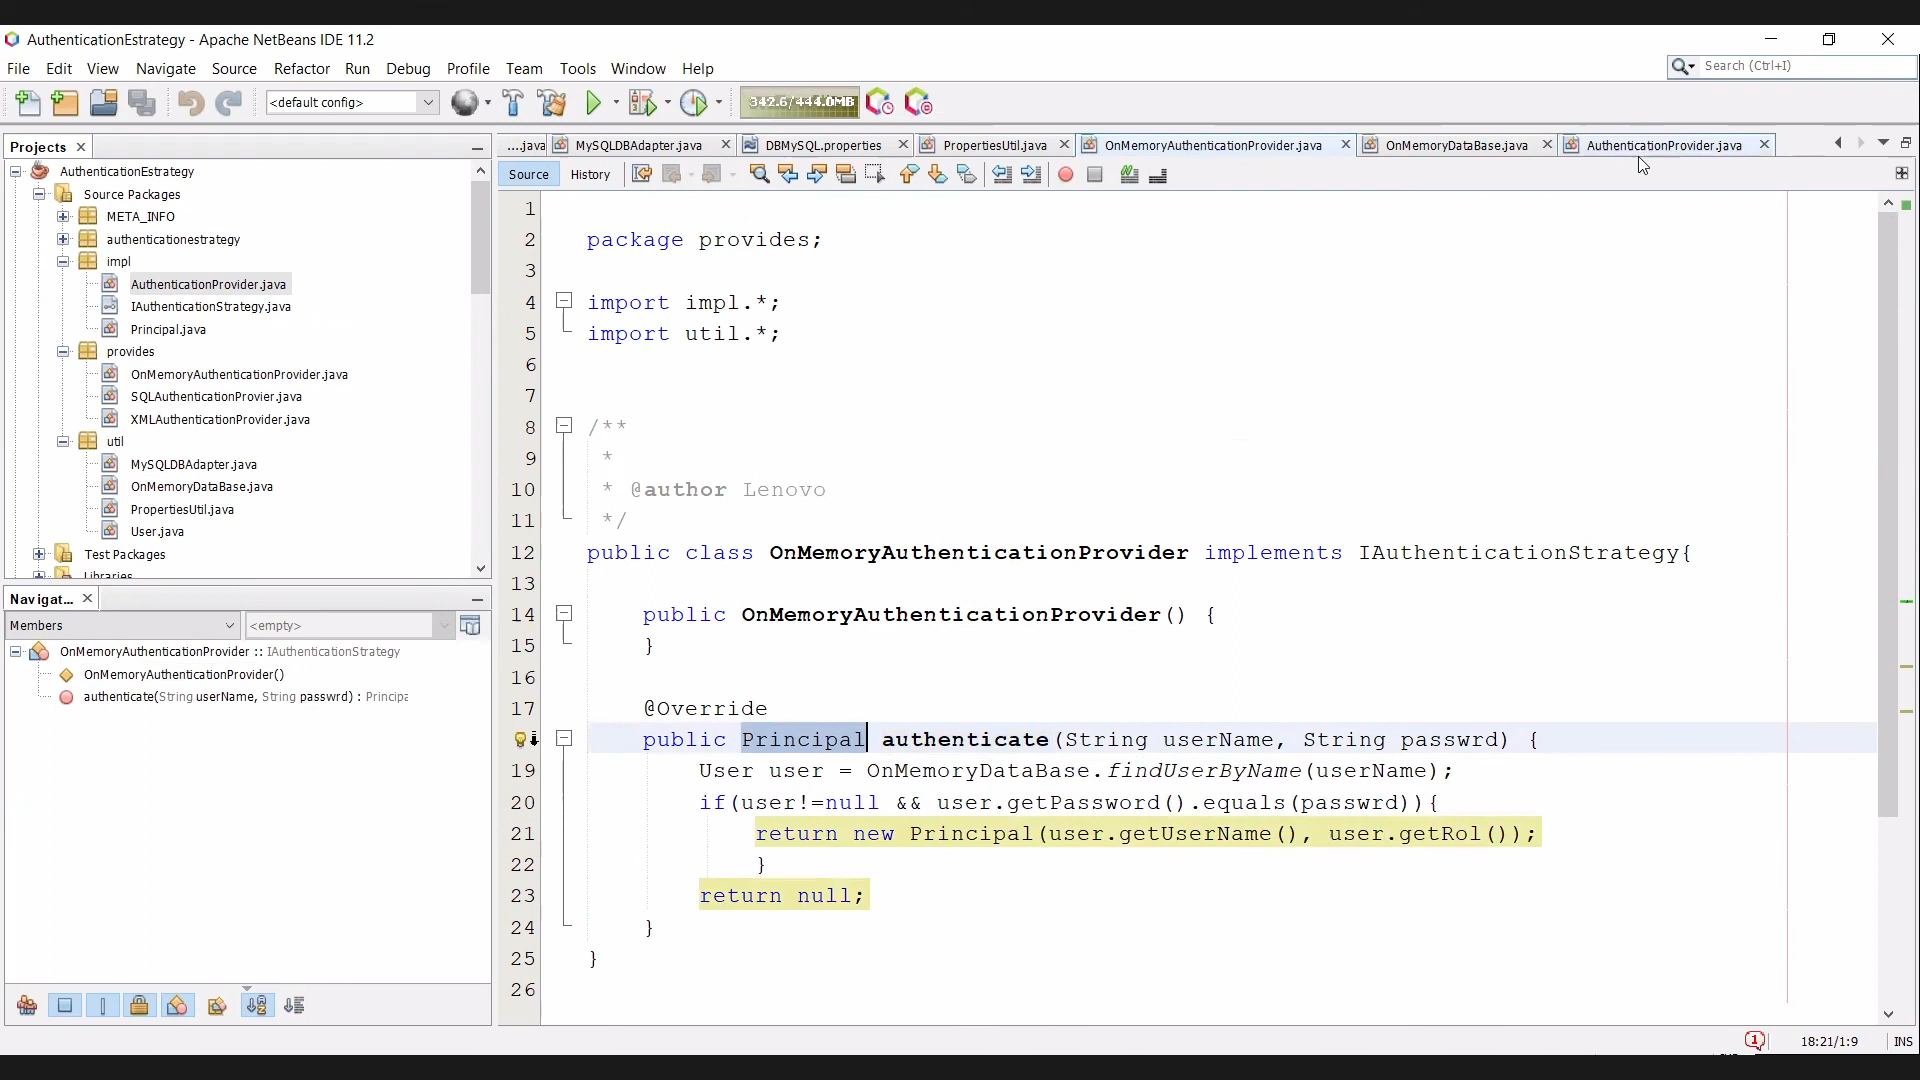 AuthenticationEstrategy - Apache NetBeans IDE 11.2
File Edit View Navigate Source Refactor Run Debug Profile Team Tools Window Help
Search (Ctrl+I)
<default config>
342.6/444.0MB
Projects
....java MySQLDBAdapter.java DBMySQL.properties PropertiesUtil.java OnMemoryAuthenticationProvider.java OnMemoryDataBase.java AuthenticationProvider.java
Source History
AuthenticationEstrategy
Source Packages
META_INFO
authenticationestrategy
impl
AuthenticationProvider.java
IAuthenticationStrategy.java
Principal.java
provides
OnMemoryAuthenticationProvider.java
SQLAuthenticationProvier.java
XMLAuthenticationProvider.java
util
MySQLDBAdapter.java
OnMemoryDataBase.java
PropertiesUtil.java
User.java
Test Packages
Libraries
Navigat...
Members <empty>
OnMemoryAuthenticationProvider :: IAuthenticationStrategy
OnMemoryAuthenticationProvider()
authenticate(String userName, String passwrd) : Principa
1
2 package provides;
3
4 import impl.*;
5 import util.*;
6
7
8 /**
9 *
10 * @author Lenovo
11 */
12 public class OnMemoryAuthenticationProvider implements IAuthenticationStrategy{
13
14 public OnMemoryAuthenticationProvider() {
15 }
16
17 @Override
public Principal authenticate(String userName, String passwrd) {
19 User user = OnMemoryDataBase.findUserByName(userName);
20 if(user!=null && user.getPassword().equals(passwrd)){
21 return new Principal(user.getUserName(), user.getRol());
22 }
23 return null;
24 }
25 }
26
1 18:21/1:9 INS